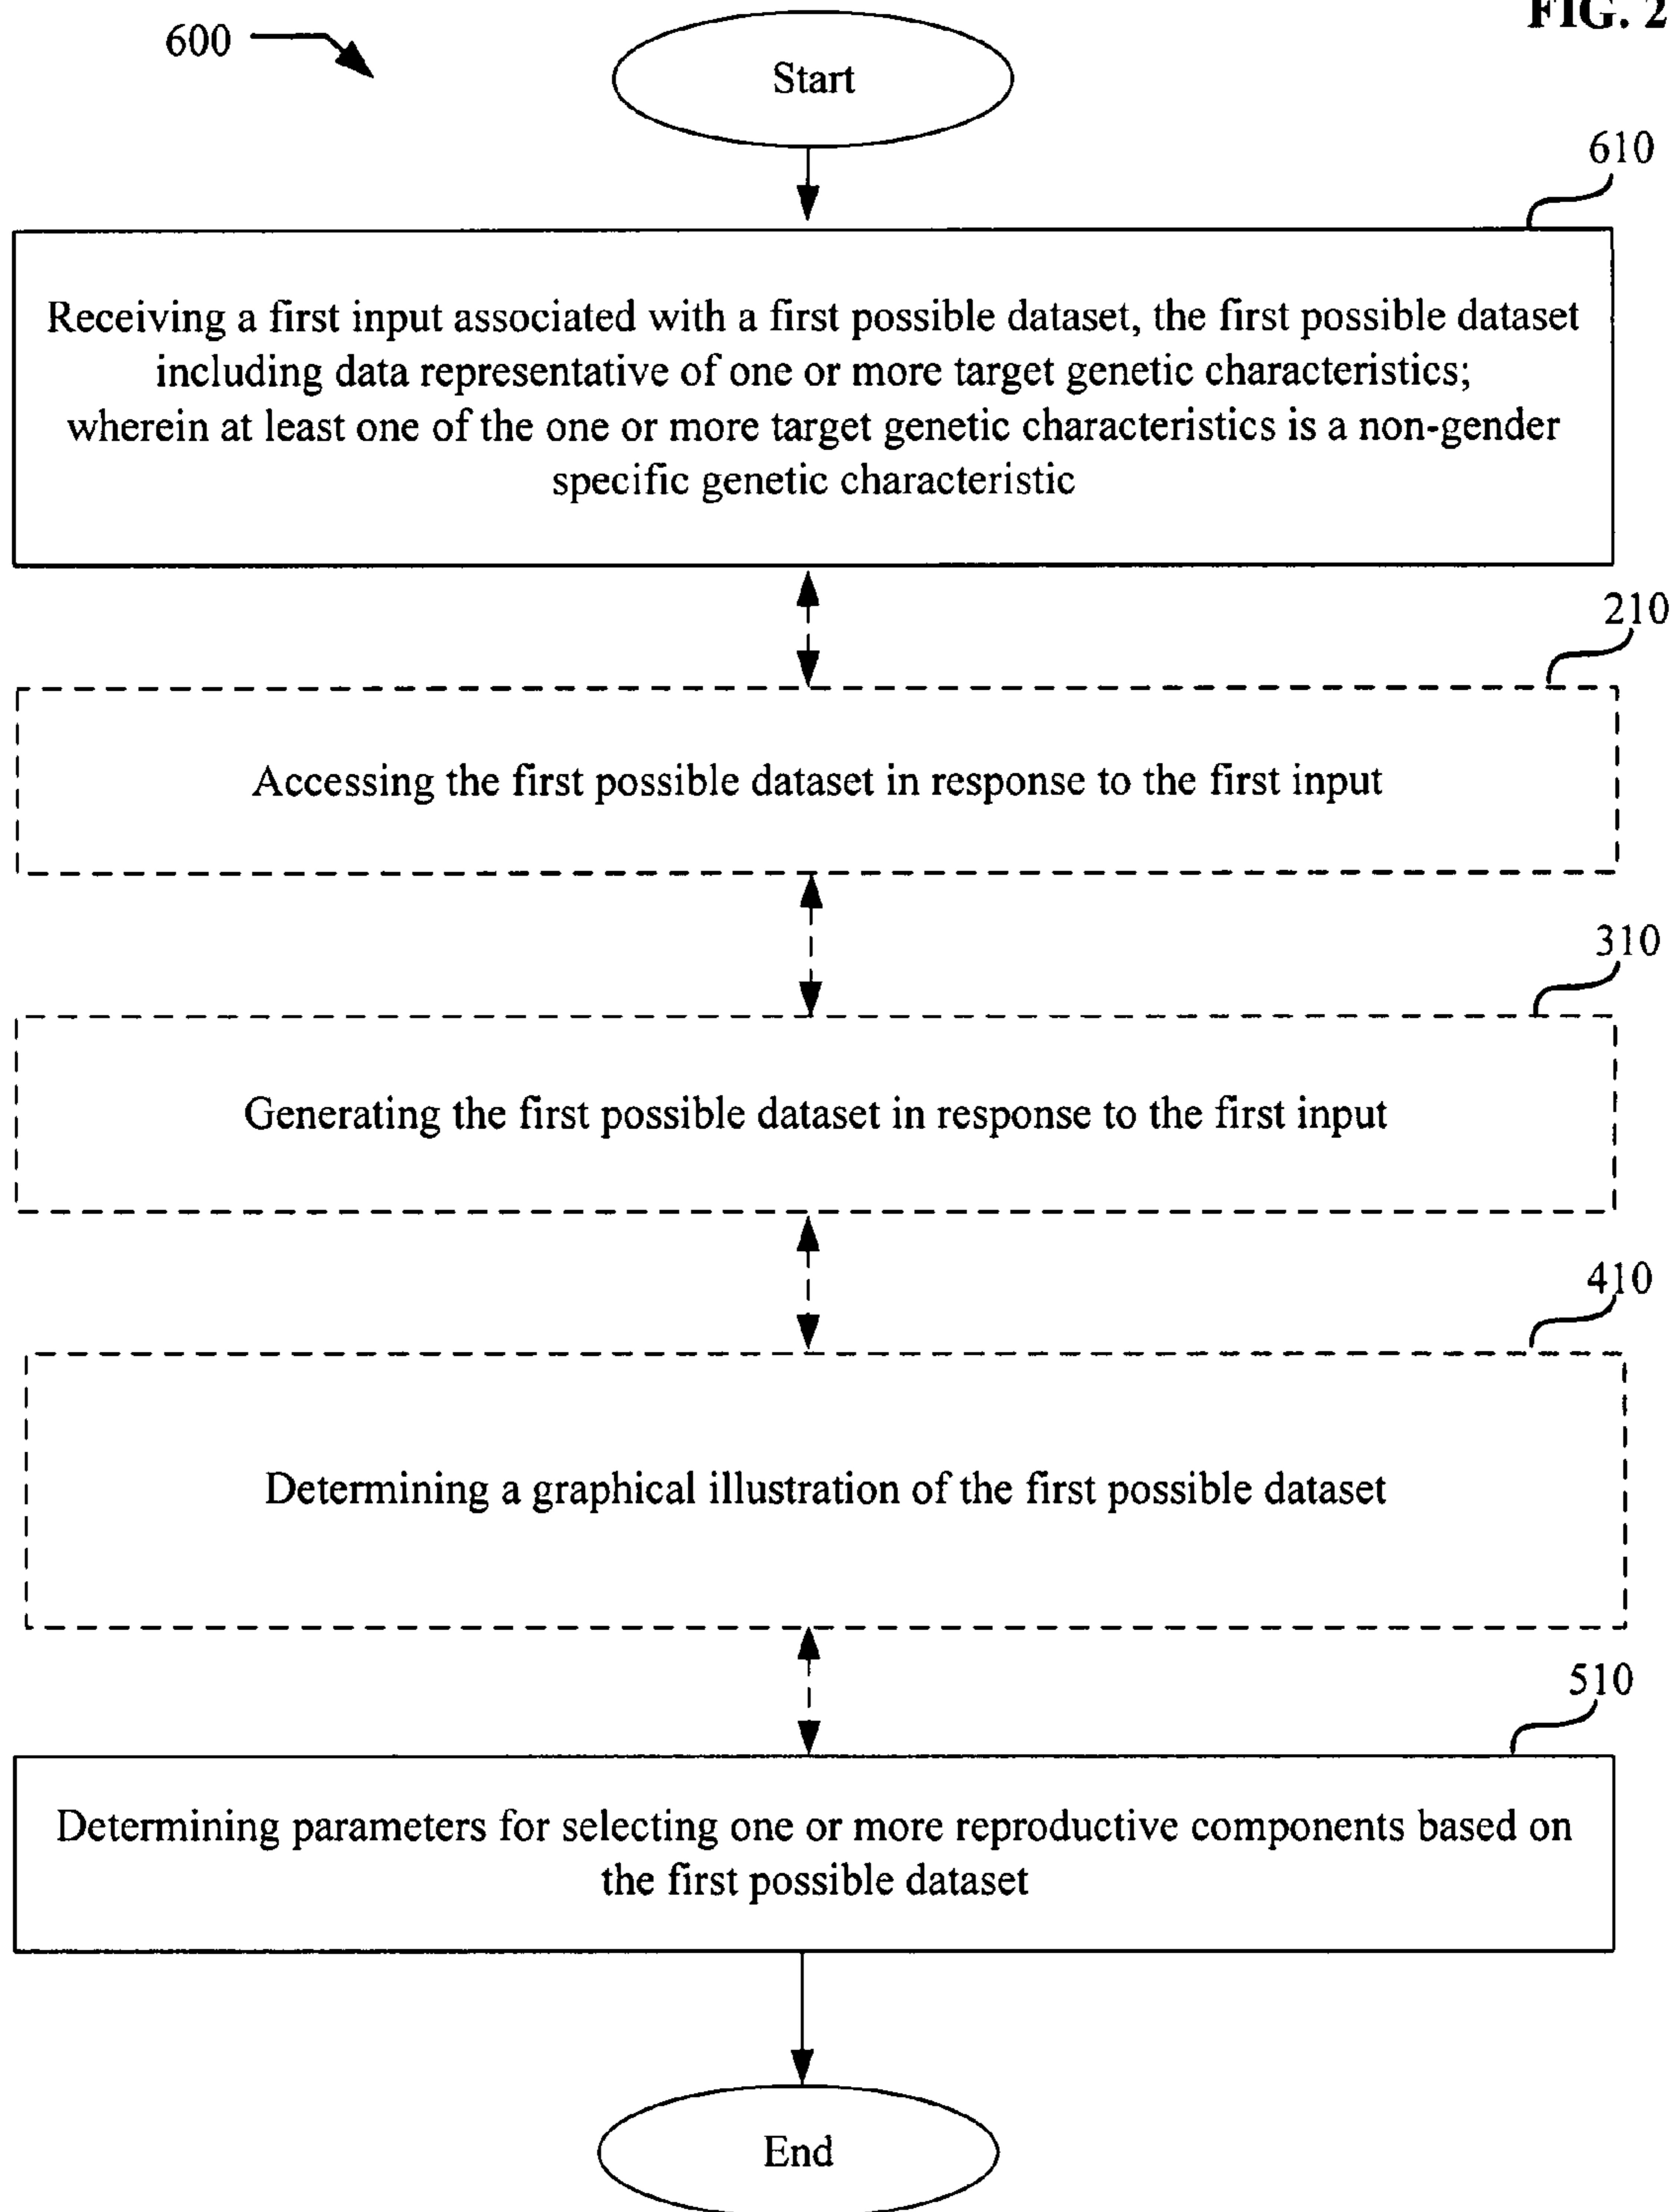 FIG. 2
600
Start
610
Receiving a first input associated with a first possible dataset, the first possible dataset
including data representative of one or more target genetic characteristics;
wherein at least one of the one or more target genetic characteristics is a non-gender
specific genetic characteristic
210
Accessing the first possible dataset in response to the first input
310
Generating the first possible dataset in response to the first input
410
Determining a graphical illustration of the first possible dataset
510
Determining parameters for selecting one or more reproductive components based on
the first possible dataset
End